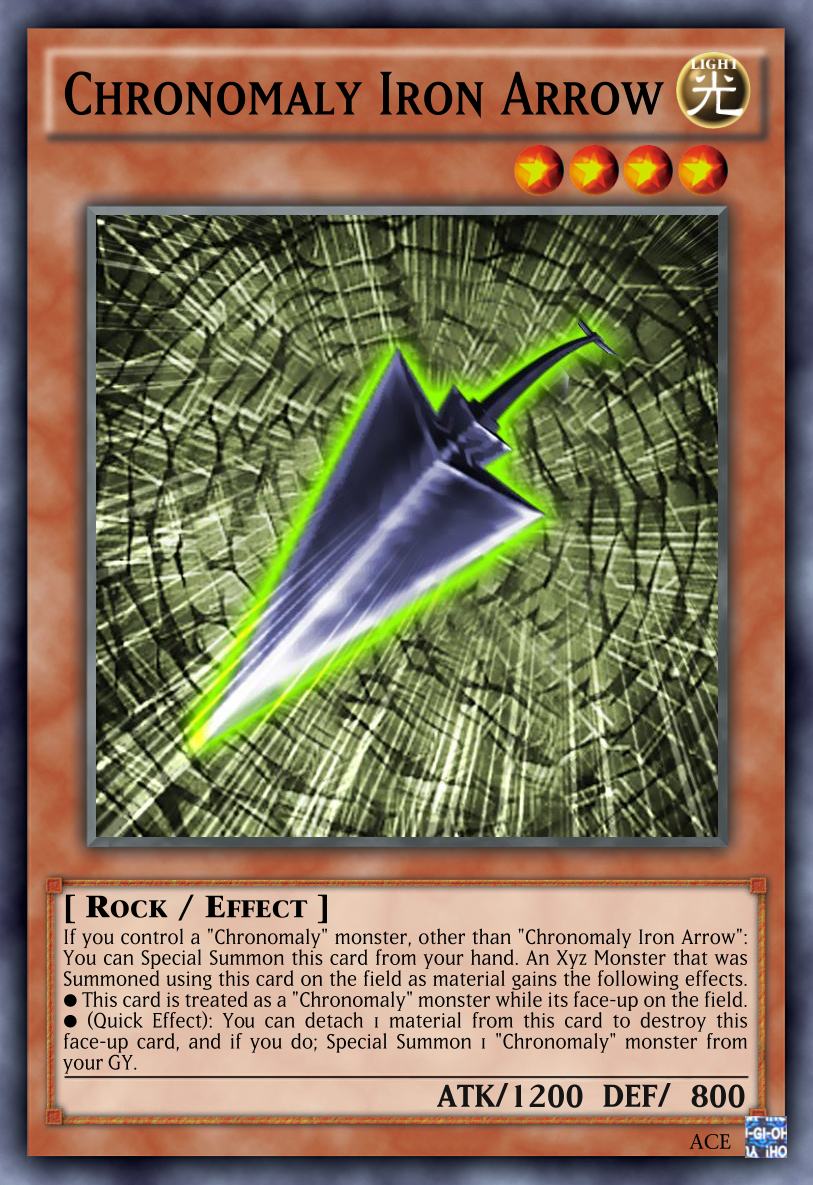 Chronomaly Iron Arrow
LIGHT
光
[ Rock / Effect ]
If you control a "Chronomaly" monster, other than "Chronomaly Iron Arrow":
You can Special Summon this card from your hand. An Xyz Monster that was
Summoned using this card on the field as material gains the following effects.
● This card is treated as a "Chronomaly" monster while its face-up on the field.
● (Quick Effect): You can detach 1 material from this card to destroy this
face-up card, and if you do; Special Summon 1 "Chronomaly" monster from
your GY.
ATK/1200 DEF/ 800
ACE
I-GI-OH